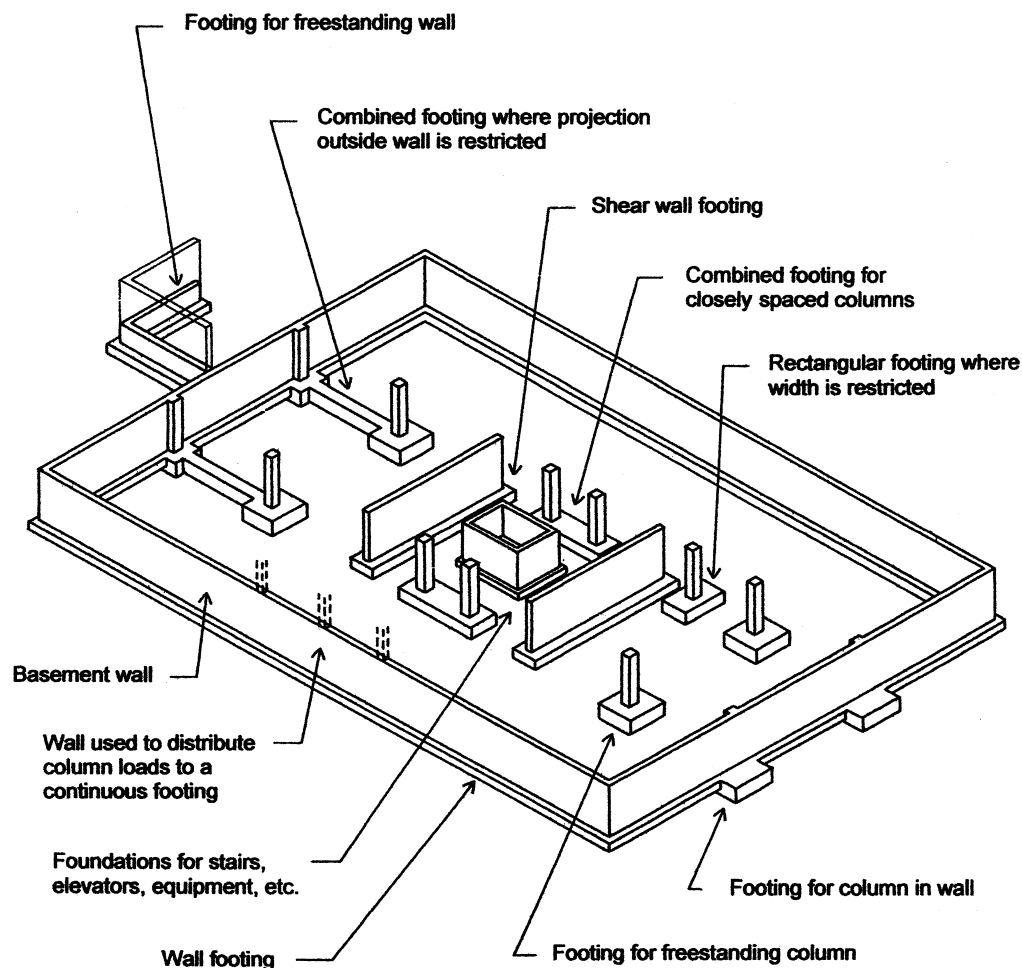 Footing for freestanding wall
Combined footing where projection
outside wall is restricted
Shear wall footing
Combined footing for
closely spaced columns
Rectangular footing where
width is restricted
Basement wall
Wall used to distribute
column loads to a
continuous footing
Foundations for stairs,
elevators, equipment, etc.
Footing for column in wall
Wall footing
Footing for freestanding column